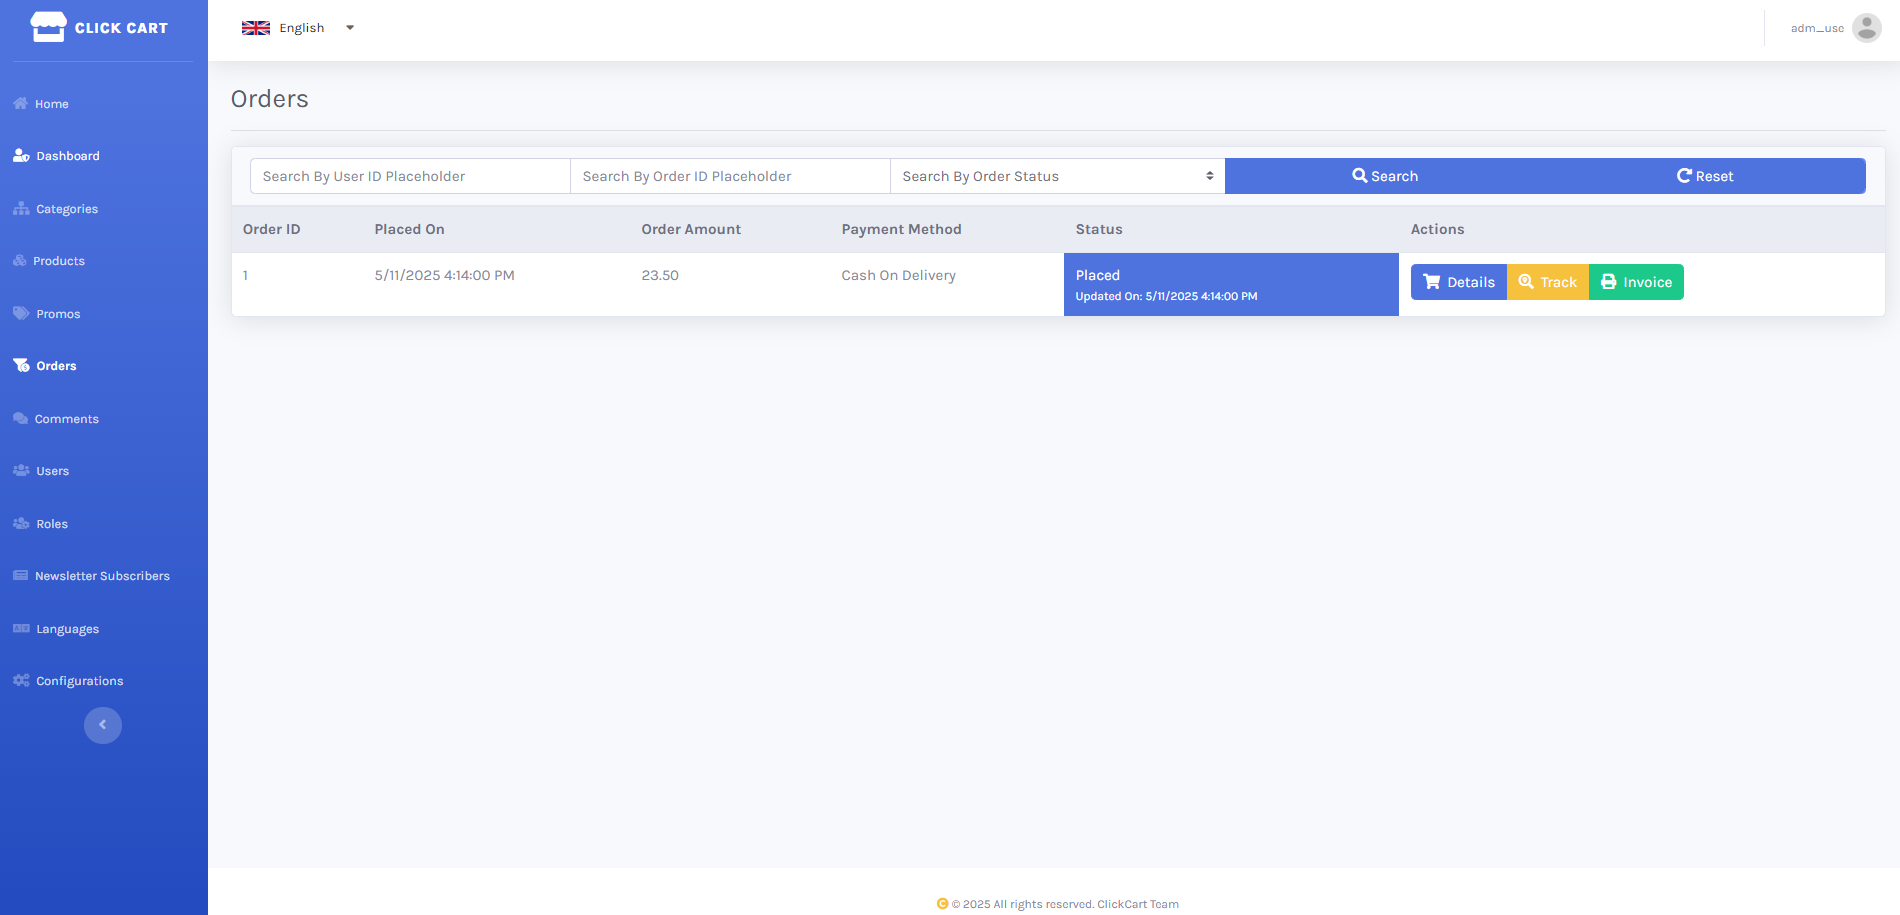 CLICK CART
English
adm_use
Home
Dashboard
Categories
Products
Promos
Orders
Comments
Users
Roles
Newsletter Subscribers
Languages
Configurations
Orders
Search By User ID Placeholder Search By Order ID Placeholder Search By Order Status Search Reset
Order ID Placed On Order Amount Payment Method Status Actions
1 5/11/2025 4:14:00 PM 23.50 Cash On Delivery Placed Details Track Invoice
Updated On: 5/11/2025 4:14:00 PM
© 2025 All rights reserved. ClickCart Team